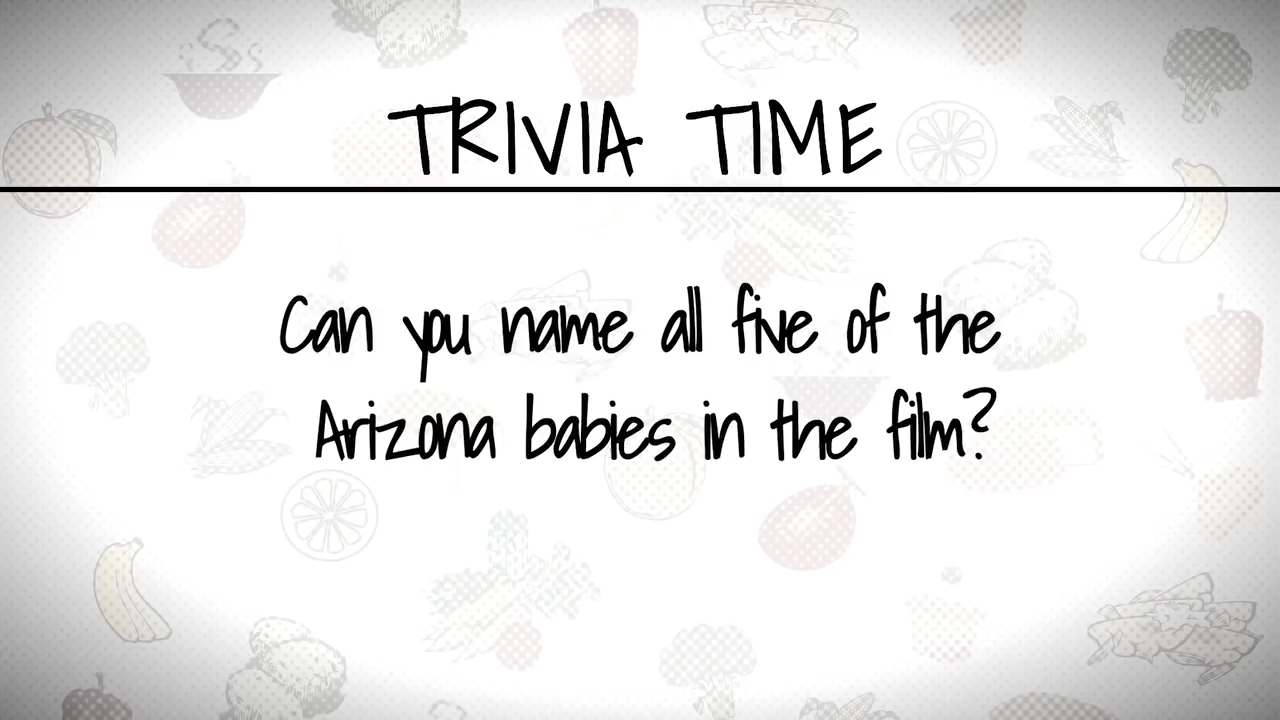 TRIVIA TIME
Can you name all five of the
Arizona babies in the film?